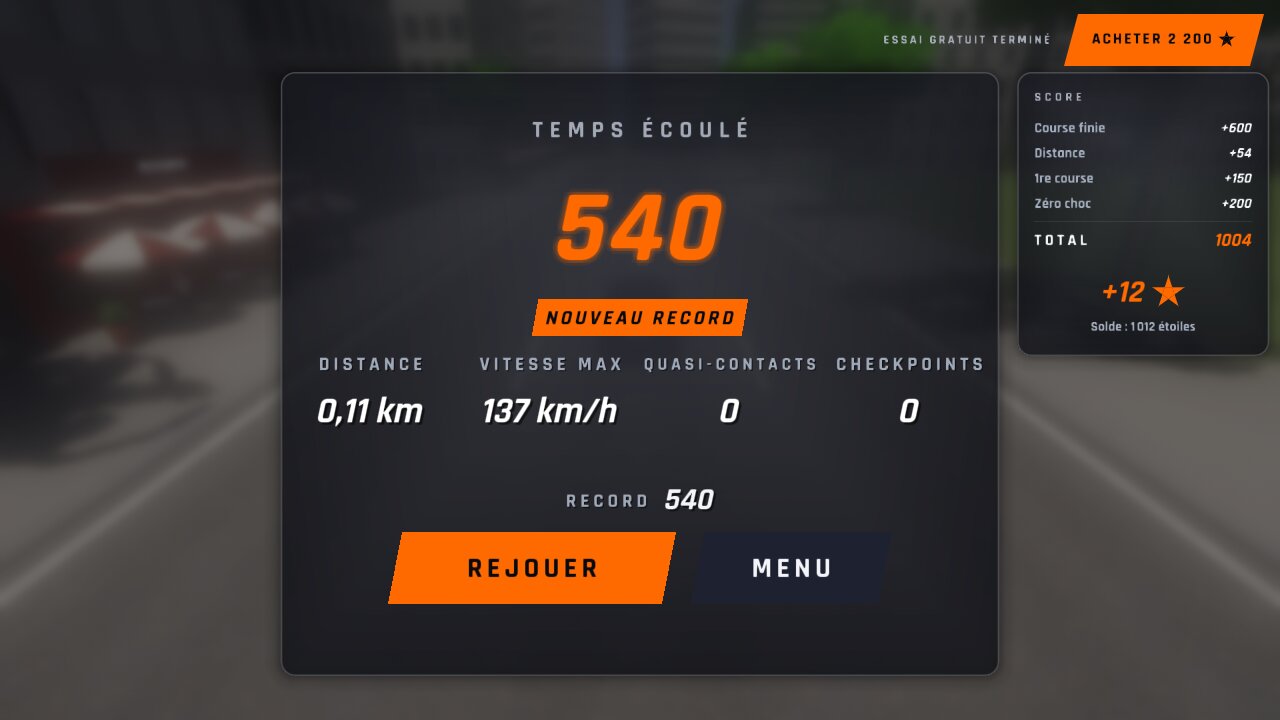 ESSAI GRATUIT TERMINÉ
ACHETER 2 200 ★
TEMPS ÉCOULÉ
540
NOUVEAU RECORD
DISTANCE VITESSE MAX QUASI-CONTACTS CHECKPOINTS
0,11 km 137 km/h 0 0
RECORD 540
REJOUER MENU
SCORE
Course finie +600
Distance +54
1re course +150
Zéro choc +200
TOTAL 1004
+12 ★
Solde : 1 012 étoiles